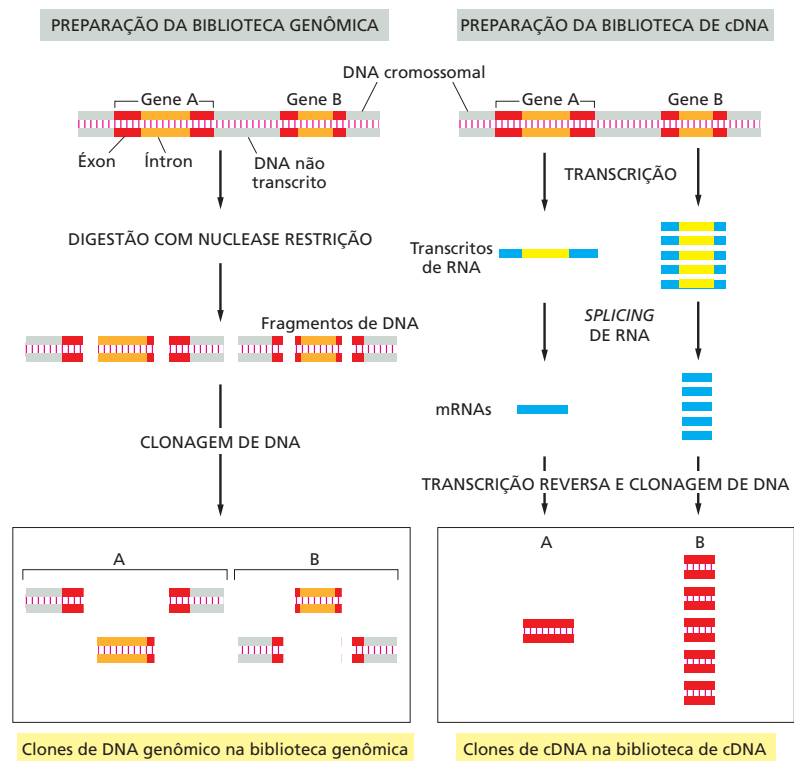 PREPARAÇÃO DA BIBLIOTECA GENÔMICA
PREPARAÇÃO DA BIBLIOTECA DE cDNA
DNA cromossomal
Gene A
Gene B
Gene A
Gene B
Éxon
Íntron
DNA não
transcrito
DIGESTÃO COM NUCLEASE RESTRIÇÃO
Fragmentos de DNA
CLONAGEM DE DNA
A
B
Clones de DNA genômico na biblioteca genômica
TRANSCRIÇÃO
Transcritos
de RNA
SPLICING
DE RNA
mRNAs
TRANSCRIÇÃO REVERSA E CLONAGEM DE DNA
A
B
Clones de cDNA na biblioteca de cDNA